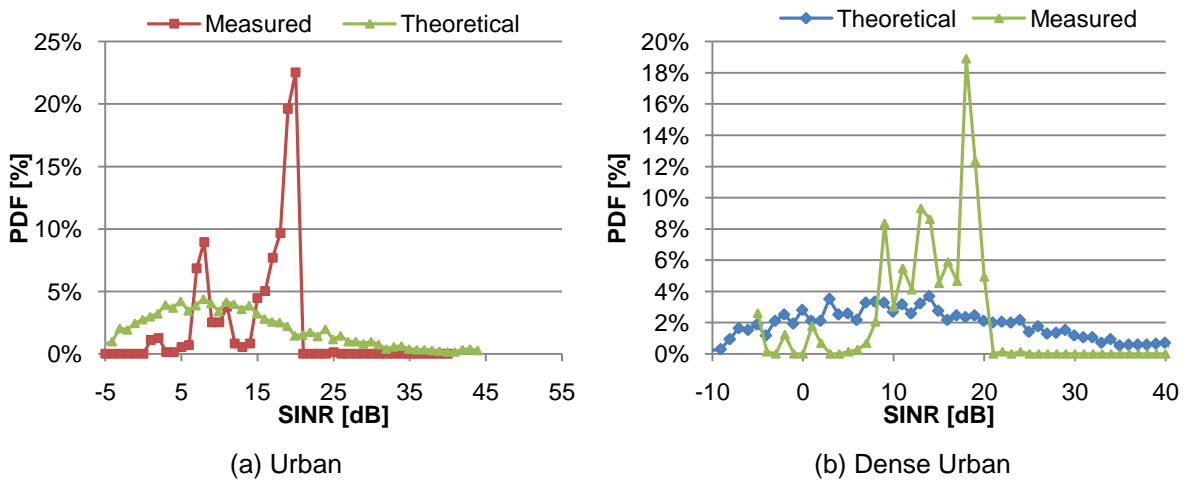 Measured Theoretical
25%
20%
15%
10%
5%
0%
PDF [%]
-5 5 15 25 35 45 55
SINR [dB]
(a) Urban
Theoretical Measured
20%
18%
16%
14%
12%
10%
8%
6%
4%
2%
0%
PDF [%]
-10 0 10 20 30 40
SINR [dB]
(b) Dense Urban